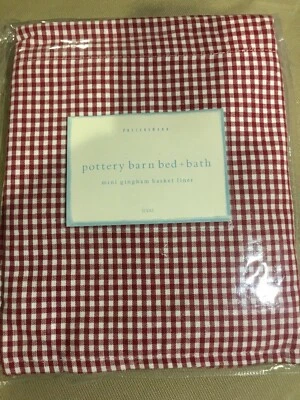 pottery barn bed + bath
mini gingham basket liner